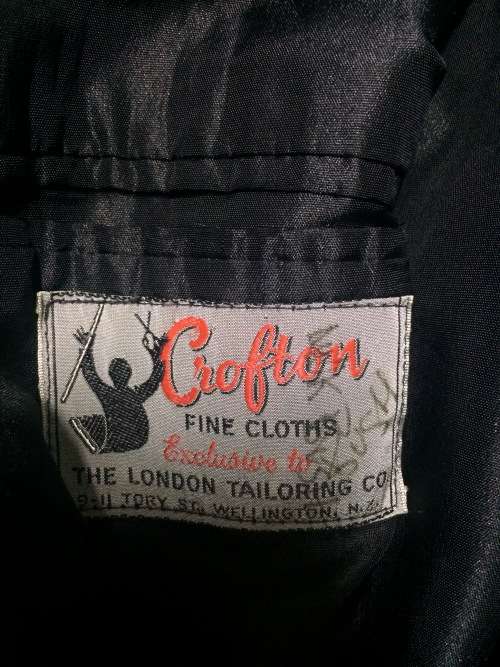 Crofton
FINE CLOTHS
Exclusive to
THE LONDON TAILORING CO
9-11 TORY ST. WELLINGTON, N.Z.